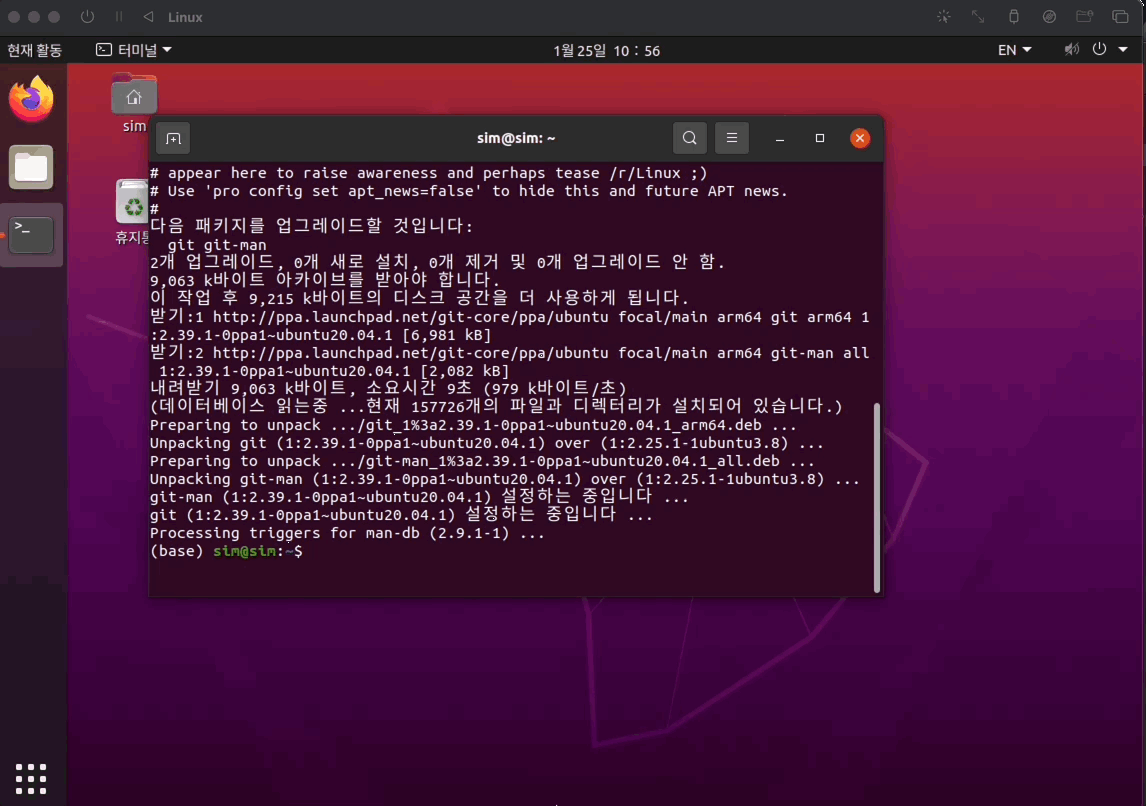 Linux
현재 활동
터미널
1월 25일 10 : 56
EN
sim
휴지통
sim@sim: ~
# appear here to raise awareness and perhaps tease /r/Linux ;)
# Use 'pro config set apt_news=false' to hide this and future APT news.
#
다음 패키지를 업그레이드할 것입니다:
  git git-man
2개 업그레이드, 0개 새로 설치, 0개 제거 및 0개 업그레이드 안 함.
9,063 k바이트 아카이브를 받아야 합니다.
이 작업 후 9,215 k바이트의 디스크 공간을 더 사용하게 됩니다.
받기:1 http://ppa.launchpad.net/git-core/ppa/ubuntu focal/main arm64 git arm64 1
:2.39.1-0ppa1~ubuntu20.04.1 [6,981 kB]
받기:2 http://ppa.launchpad.net/git-core/ppa/ubuntu focal/main arm64 git-man all
 1:2.39.1-0ppa1~ubuntu20.04.1 [2,082 kB]
내려받기 9,063 k바이트, 소요시간 9초 (979 k바이트/초)
(데이터베이스 읽는중 ...현재 157726개의 파일과 디렉터리가 설치되어 있습니다.)
Preparing to unpack .../git_1%3a2.39.1-0ppa1~ubuntu20.04.1_arm64.deb ...
Unpacking git (1:2.39.1-0ppa1~ubuntu20.04.1) over (1:2.25.1-1ubuntu3.8) ...
Preparing to unpack .../git-man_1%3a2.39.1-0ppa1~ubuntu20.04.1_all.deb ...
Unpacking git-man (1:2.39.1-0ppa1~ubuntu20.04.1) over (1:2.25.1-1ubuntu3.8) ...
git-man (1:2.39.1-0ppa1~ubuntu20.04.1) 설정하는 중입니다 ...
git (1:2.39.1-0ppa1~ubuntu20.04.1) 설정하는 중입니다 ...
Processing triggers for man-db (2.9.1-1) ...
(base) sim@sim:~$